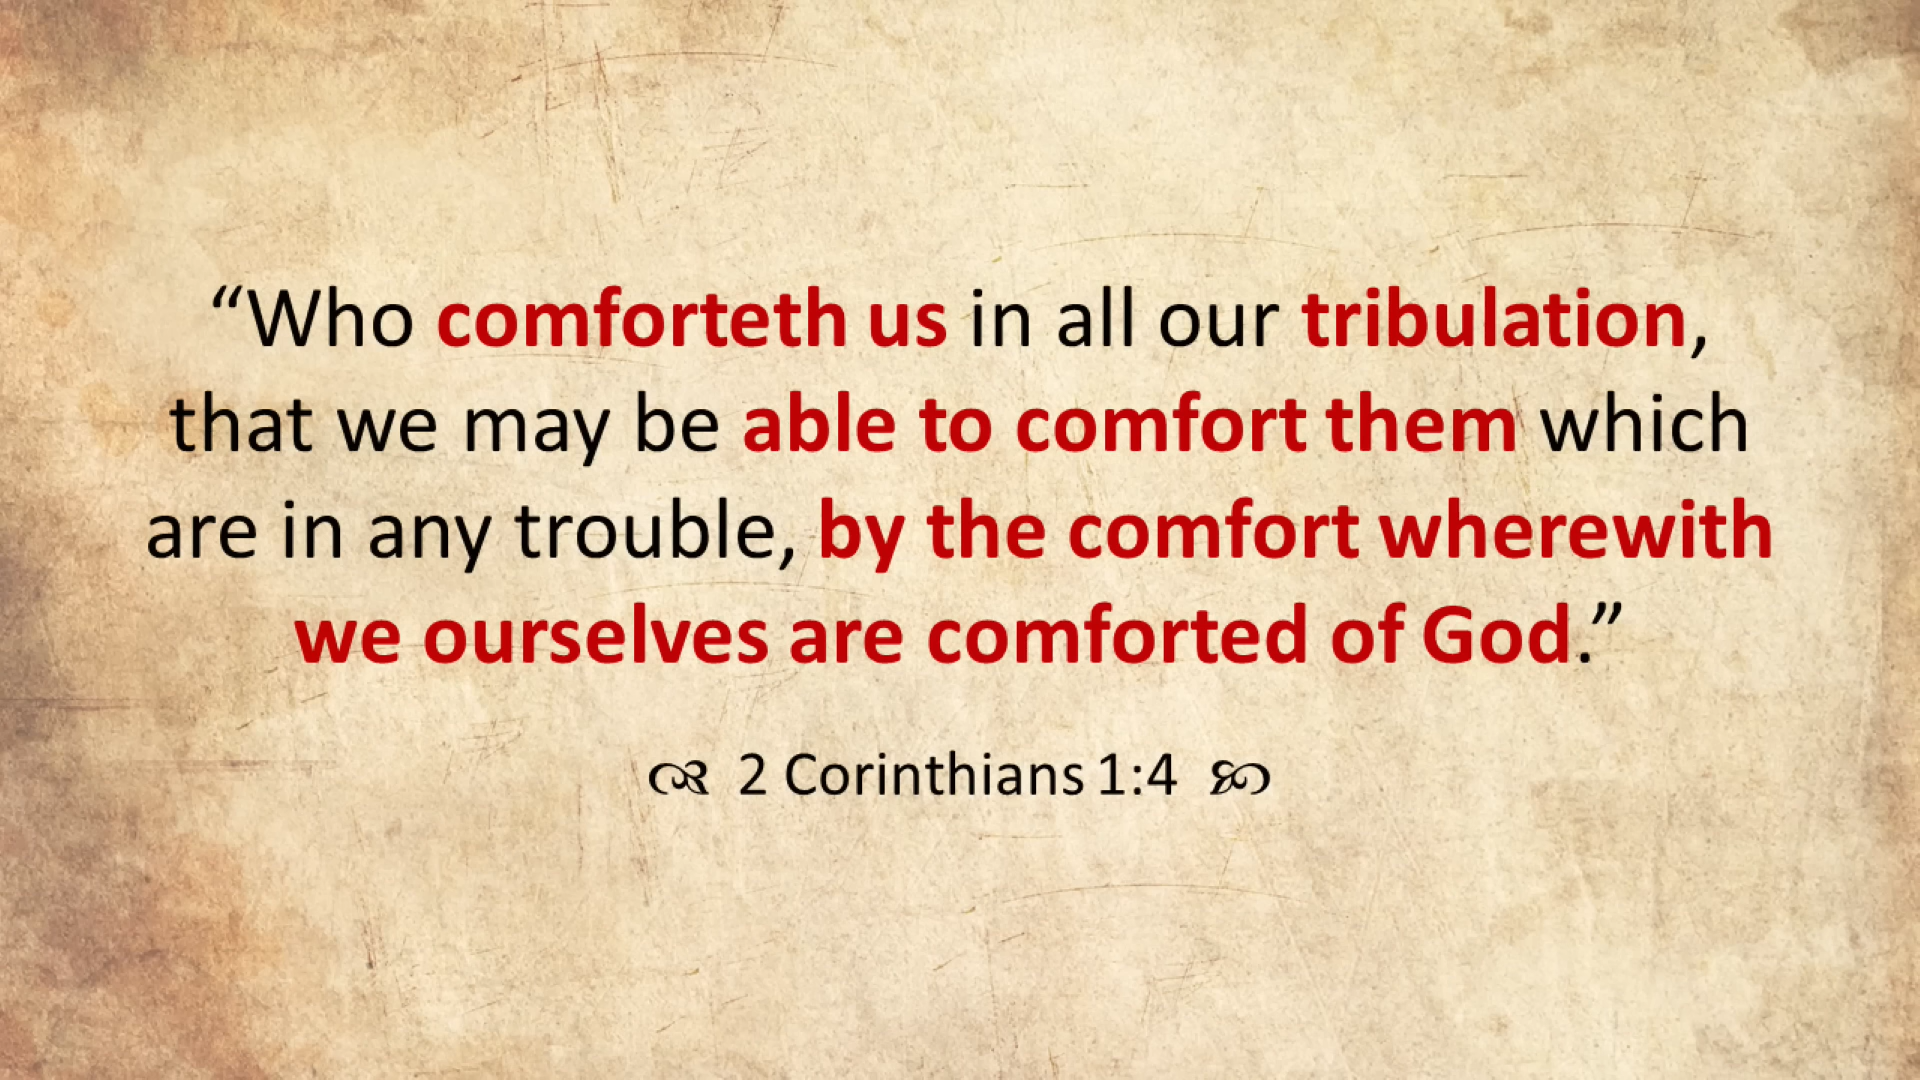 “Who comforteth us in all our tribulation,
that we may be able to comfort them which
are in any trouble, by the comfort wherewith
we ourselves are comforted of God.”
2 Corinthians 1:4